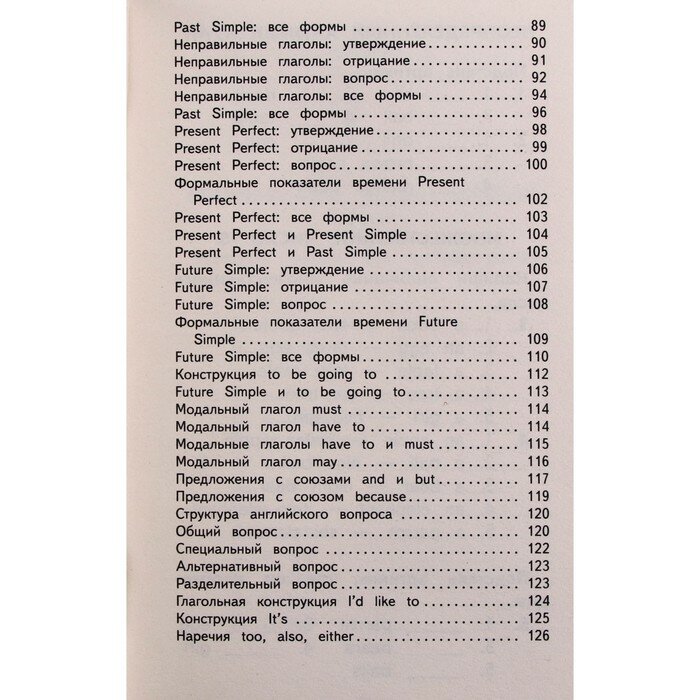 Past Simple: все формы .......................... 89
Неправильные глаголы: утверждение ............. 90
Неправильные глаголы: отрицание ............... 91
Неправильные глаголы: вопрос .................. 92
Неправильные глаголы: все формы ............... 94
Past Simple: все формы .......................... 96
Present Perfect: утверждение .................... 98
Present Perfect: отрицание ...................... 99
Present Perfect: вопрос ......................... 100
Формальные показатели времени Present
Perfect ......................................... 102
Present Perfect: все формы ...................... 103
Present Perfect и Present Simple ................ 104
Present Perfect и Past Simple ................... 105
Future Simple: утверждение ...................... 106
Future Simple: отрицание ........................ 107
Future Simple: вопрос ........................... 108
Формальные показатели времени Future
Simple .......................................... 109
Future Simple: все формы ........................ 110
Конструкция to be going to ...................... 112
Future Simple и to be going to .................. 113
Модальный глагол must ........................... 114
Модальный глагол have to ........................ 114
Модальные глаголы have to и must ................ 115
Модальный глагол may ............................ 116
Предложения с союзами and и but ................. 117
Предложения с союзом because .................... 119
Структура английского вопроса ................... 120
Общий вопрос .................................... 120
Специальный вопрос .............................. 122
Альтернативный вопрос ........................... 123
Разделительный вопрос ........................... 123
Глагольная конструкция I'd like to .............. 124
Конструкция It's ................................ 125
Наречия too, also, either ....................... 126